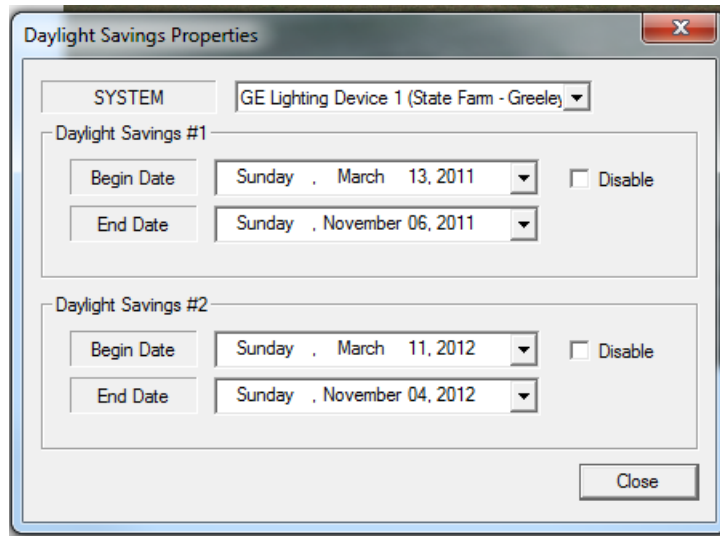 Daylight Savings Properties
SYSTEM GE Lighting Device 1 (State Farm - Greeley
Daylight Savings #1
Begin Date Sunday , March 13, 2011 Disable
End Date Sunday , November 06, 2011
Daylight Savings #2
Begin Date Sunday , March 11, 2012 Disable
End Date Sunday , November 04, 2012
Close